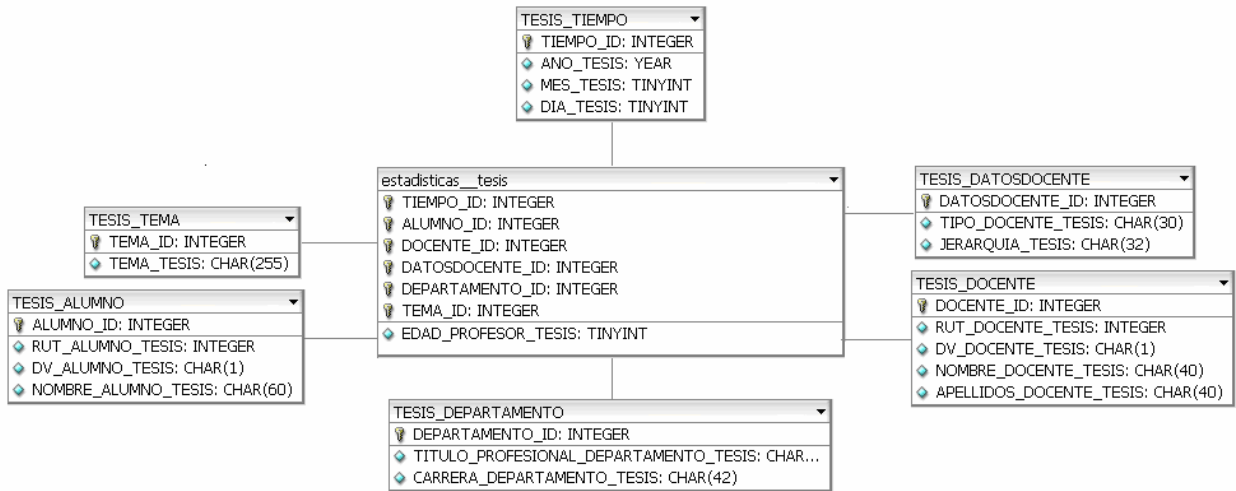 TESIS_TIEMPO
TIEMPO_ID: INTEGER
ANO_TESIS: YEAR
MES_TESIS: TINYINT
DIA_TESIS: TINYINT
estadisticas__tesis
TIEMPO_ID: INTEGER
ALUMNO_ID: INTEGER
DOCENTE_ID: INTEGER
DATOSDOCENTE_ID: INTEGER
DEPARTAMENTO_ID: INTEGER
TEMA_ID: INTEGER
EDAD_PROFESOR_TESIS: TINYINT
TESIS_DATOSDOCENTE
DATOSDOCENTE_ID: INTEGER
TIPO_DOCENTE_TESIS: CHAR(30)
JERARQUIA_TESIS: CHAR(32)
TESIS_TEMA
TEMA_ID: INTEGER
TEMA_TESIS: CHAR(255)
TESIS_ALUMNO
ALUMNO_ID: INTEGER
RUT_ALUMNO_TESIS: INTEGER
DV_ALUMNO_TESIS: CHAR(1)
NOMBRE_ALUMNO_TESIS: CHAR(60)
TESIS_DOCENTE
DOCENTE_ID: INTEGER
RUT_DOCENTE_TESIS: INTEGER
DV_DOCENTE_TESIS: CHAR(1)
NOMBRE_DOCENTE_TESIS: CHAR(40)
APELLIDOS_DOCENTE_TESIS: CHAR(40)
TESIS_DEPARTAMENTO
DEPARTAMENTO_ID: INTEGER
TITULO_PROFESIONAL_DEPARTAMENTO_TESIS: CHAR...
CARRERA_DEPARTAMENTO_TESIS: CHAR(42)